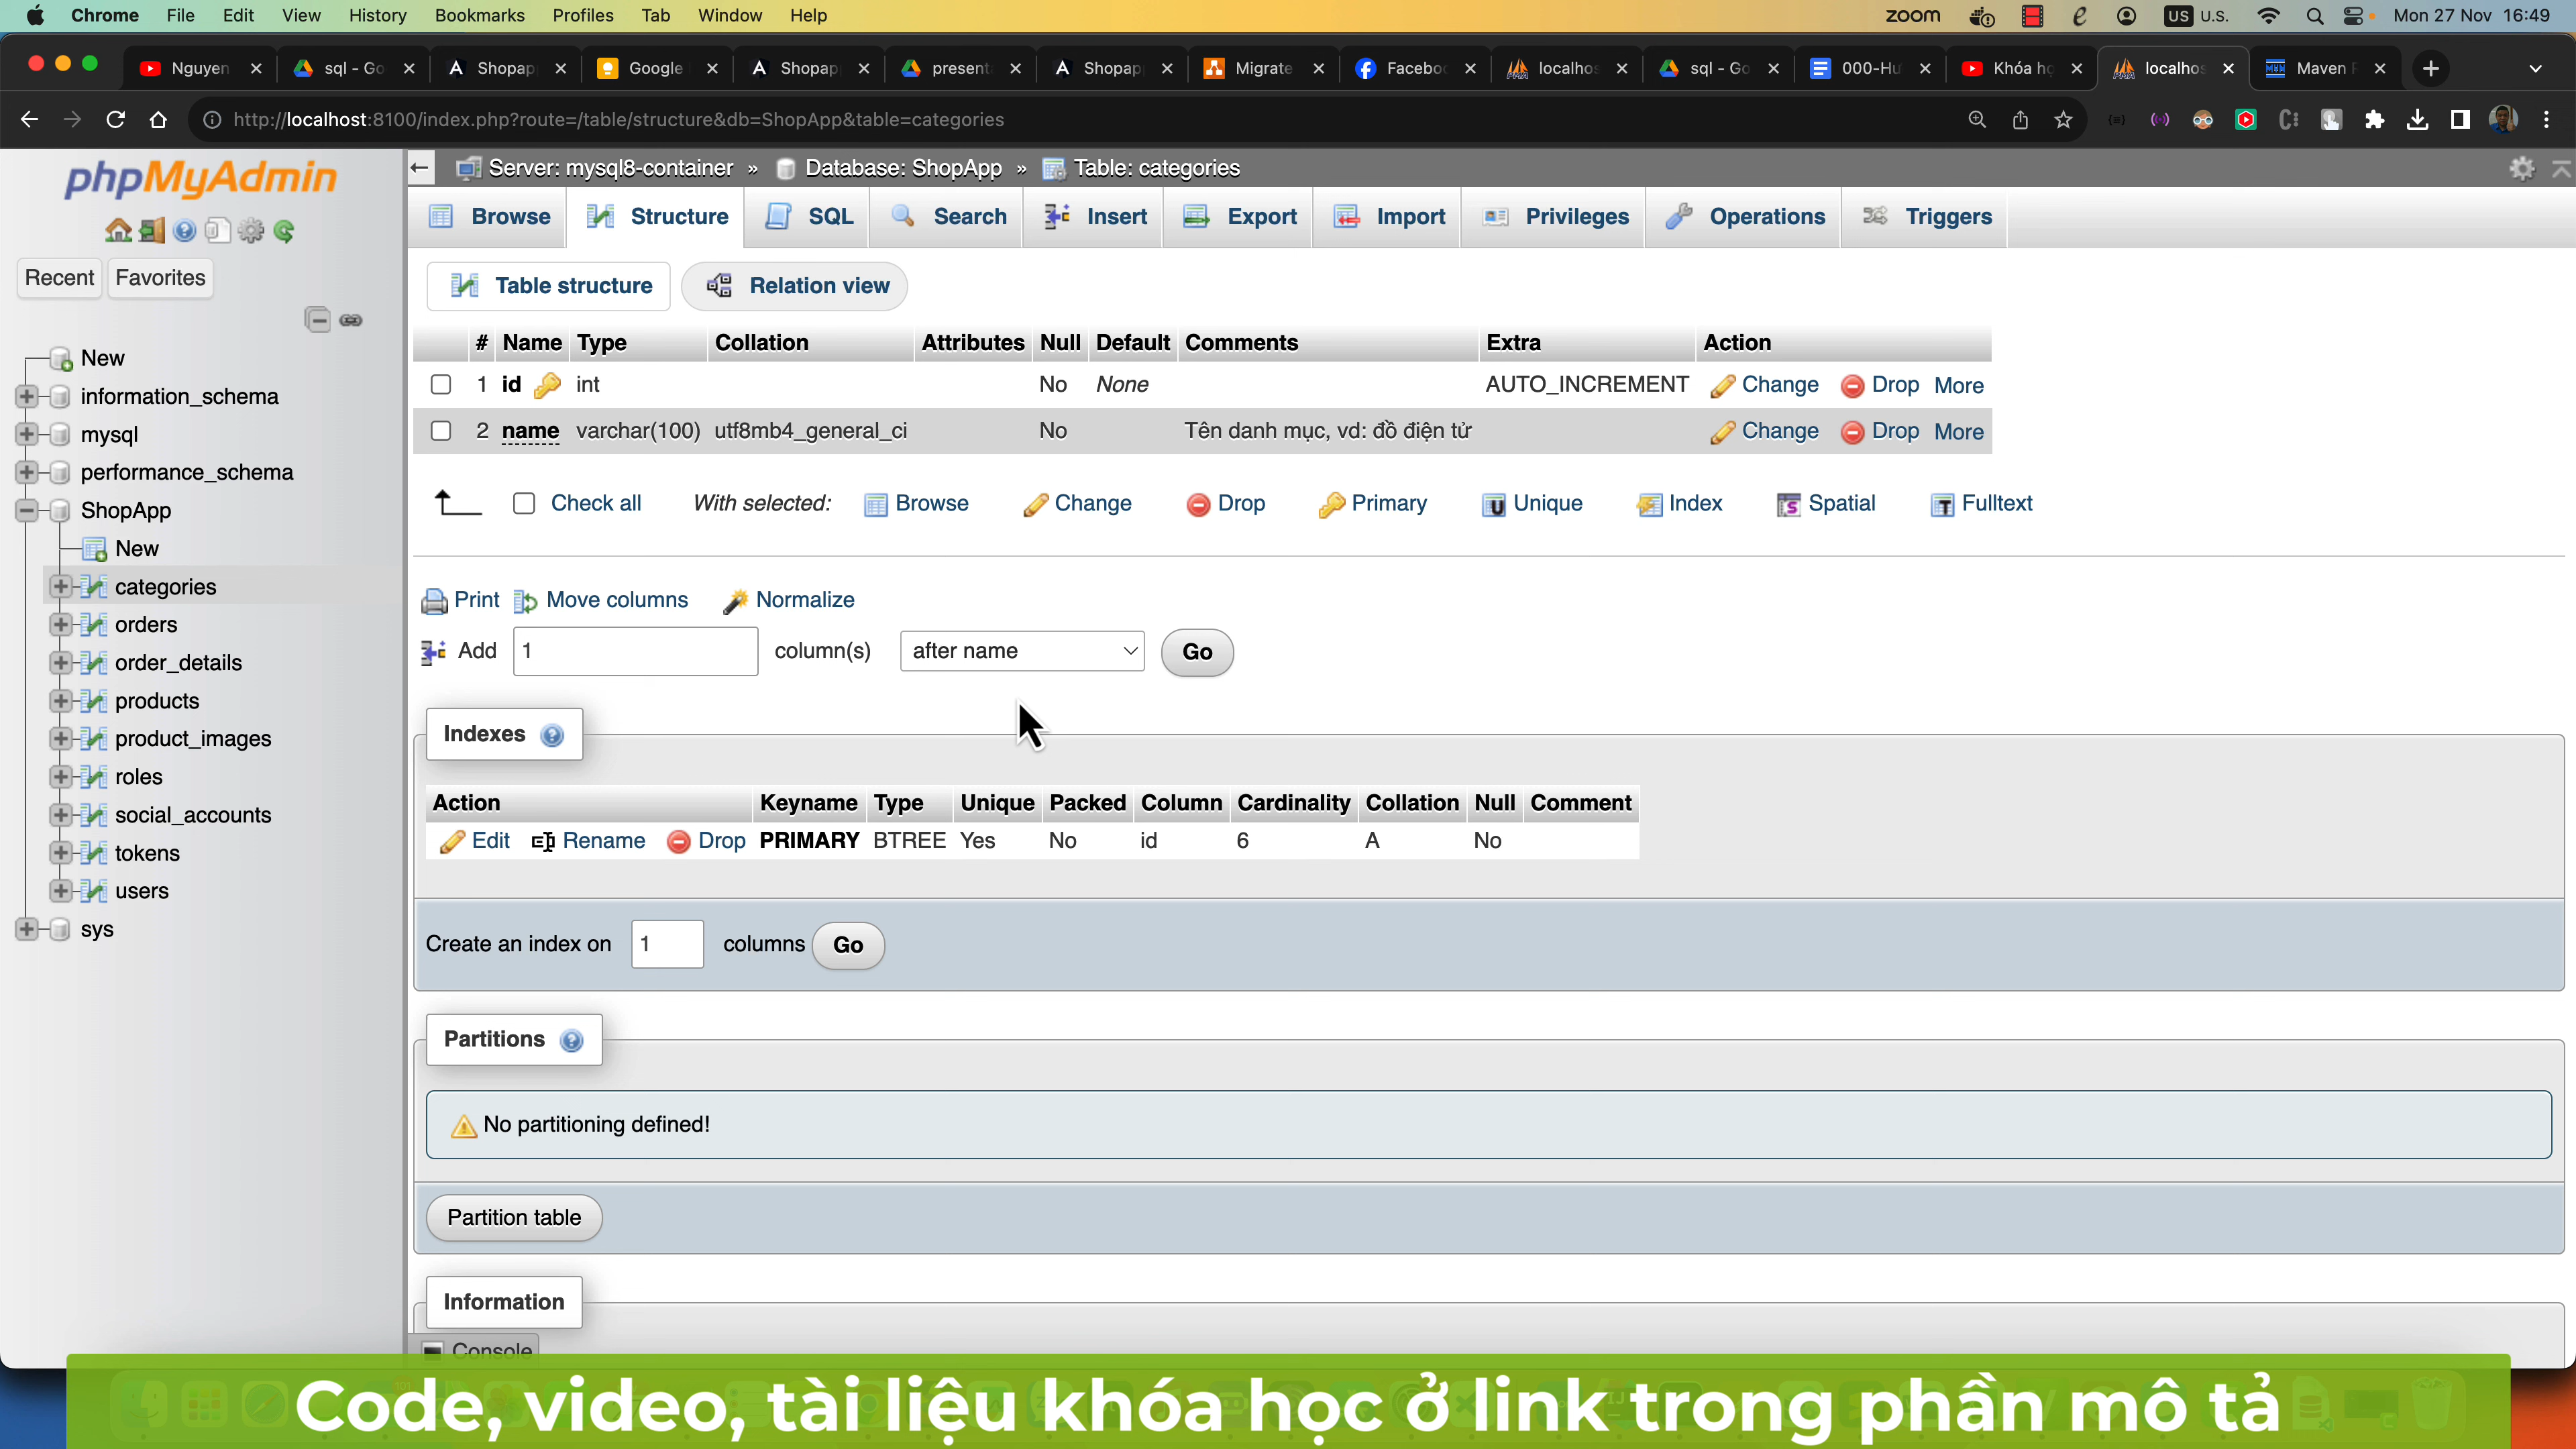 Chrome File Edit View History Bookmarks Profiles Tab Window Help zoom US U.S. Mon 27 Nov 16:49
Nguyen sql - Go Shopap Google Shopap present Shopap Migrate Faceboo localhos sql - Go 000-Hư Khóa họ localhos Maven
http://localhost:8100/index.php?route=/table/structure&db=ShopApp&table=categories
phpMyAdmin
Recent Favorites
New
information_schema
mysql
performance_schema
ShopApp
New
categories
orders
order_details
products
product_images
roles
social_accounts
tokens
users
sys
Server: mysql8-container » Database: ShopApp » Table: categories
Browse Structure SQL Search Insert Export Import Privileges Operations Triggers
Table structure Relation view
# Name Type Collation Attributes Null Default Comments Extra Action
1 id int No None AUTO_INCREMENT Change Drop More
2 name varchar(100) utf8mb4_general_ci No Tên danh mục, vd: đồ điện tử Change Drop More
Check all With selected: Browse Change Drop Primary Unique Index Spatial Fulltext
Print Move columns Normalize
Add 1 column(s) after name Go
Indexes
Action Keyname Type Unique Packed Column Cardinality Collation Null Comment
Edit Rename Drop PRIMARY BTREE Yes No id 6 A No
Create an index on 1 columns Go
Partitions
No partitioning defined!
Partition table
Information
Console
Code, video, tài liệu khóa học ở link trong phần mô tả